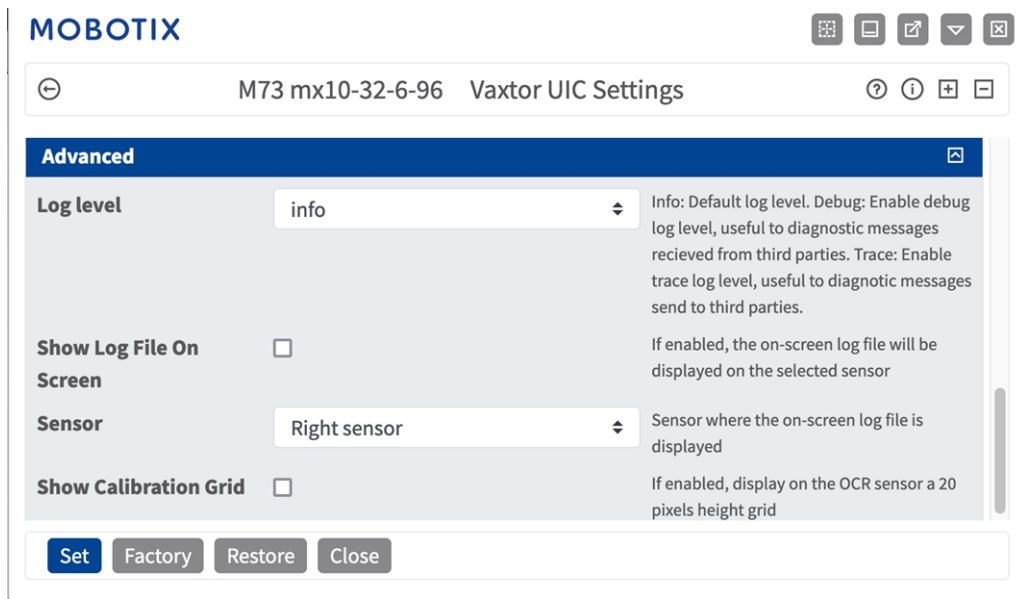 MOBOTIX
M73 mx10-32-6-96 Vaxtor UIC Settings
Advanced
Log level
info
Info: Default log level. Debug: Enable debug
log level, useful to diagnostic messages
recieved from third parties. Trace: Enable
trace log level, useful to diagnotic messages
send to third parties.
Show Log File On
Screen
If enabled, the on-screen log file will be
displayed on the selected sensor
Sensor
Right sensor
Sensor where the on-screen log file is
displayed
Show Calibration Grid
If enabled, display on the OCR sensor a 20
pixels height grid
Set Factory Restore Close